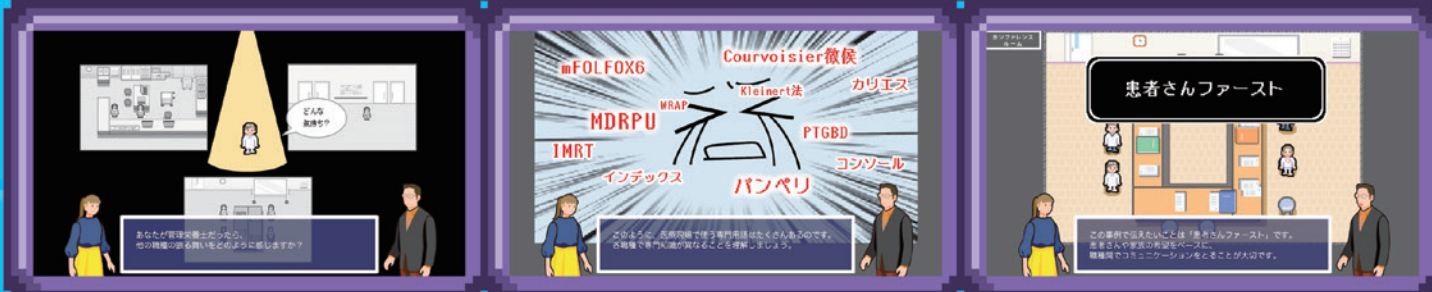 どんな
気持ち?
あなたが管理栄養士だったら、
他の職種の振る舞いをどのように感じますか?
mFOLFOX6
Courvoisier徴候
カリエス
Kleinert法
WRAP
MDRPU
PTGBD
IMRT
コンソール
インデックス
パンペリ
このように、医療現場で使う専門用語はたくさんあるのです。
各職種で専門知識が異なることを理解しましょう。
カンファレンス
ルーム
患者さんファースト
この事例で伝えたいことは「患者さんファースト」です。
患者さんや家族の希望をベースに、
職種間でコミュニケーションをとることが大切です。